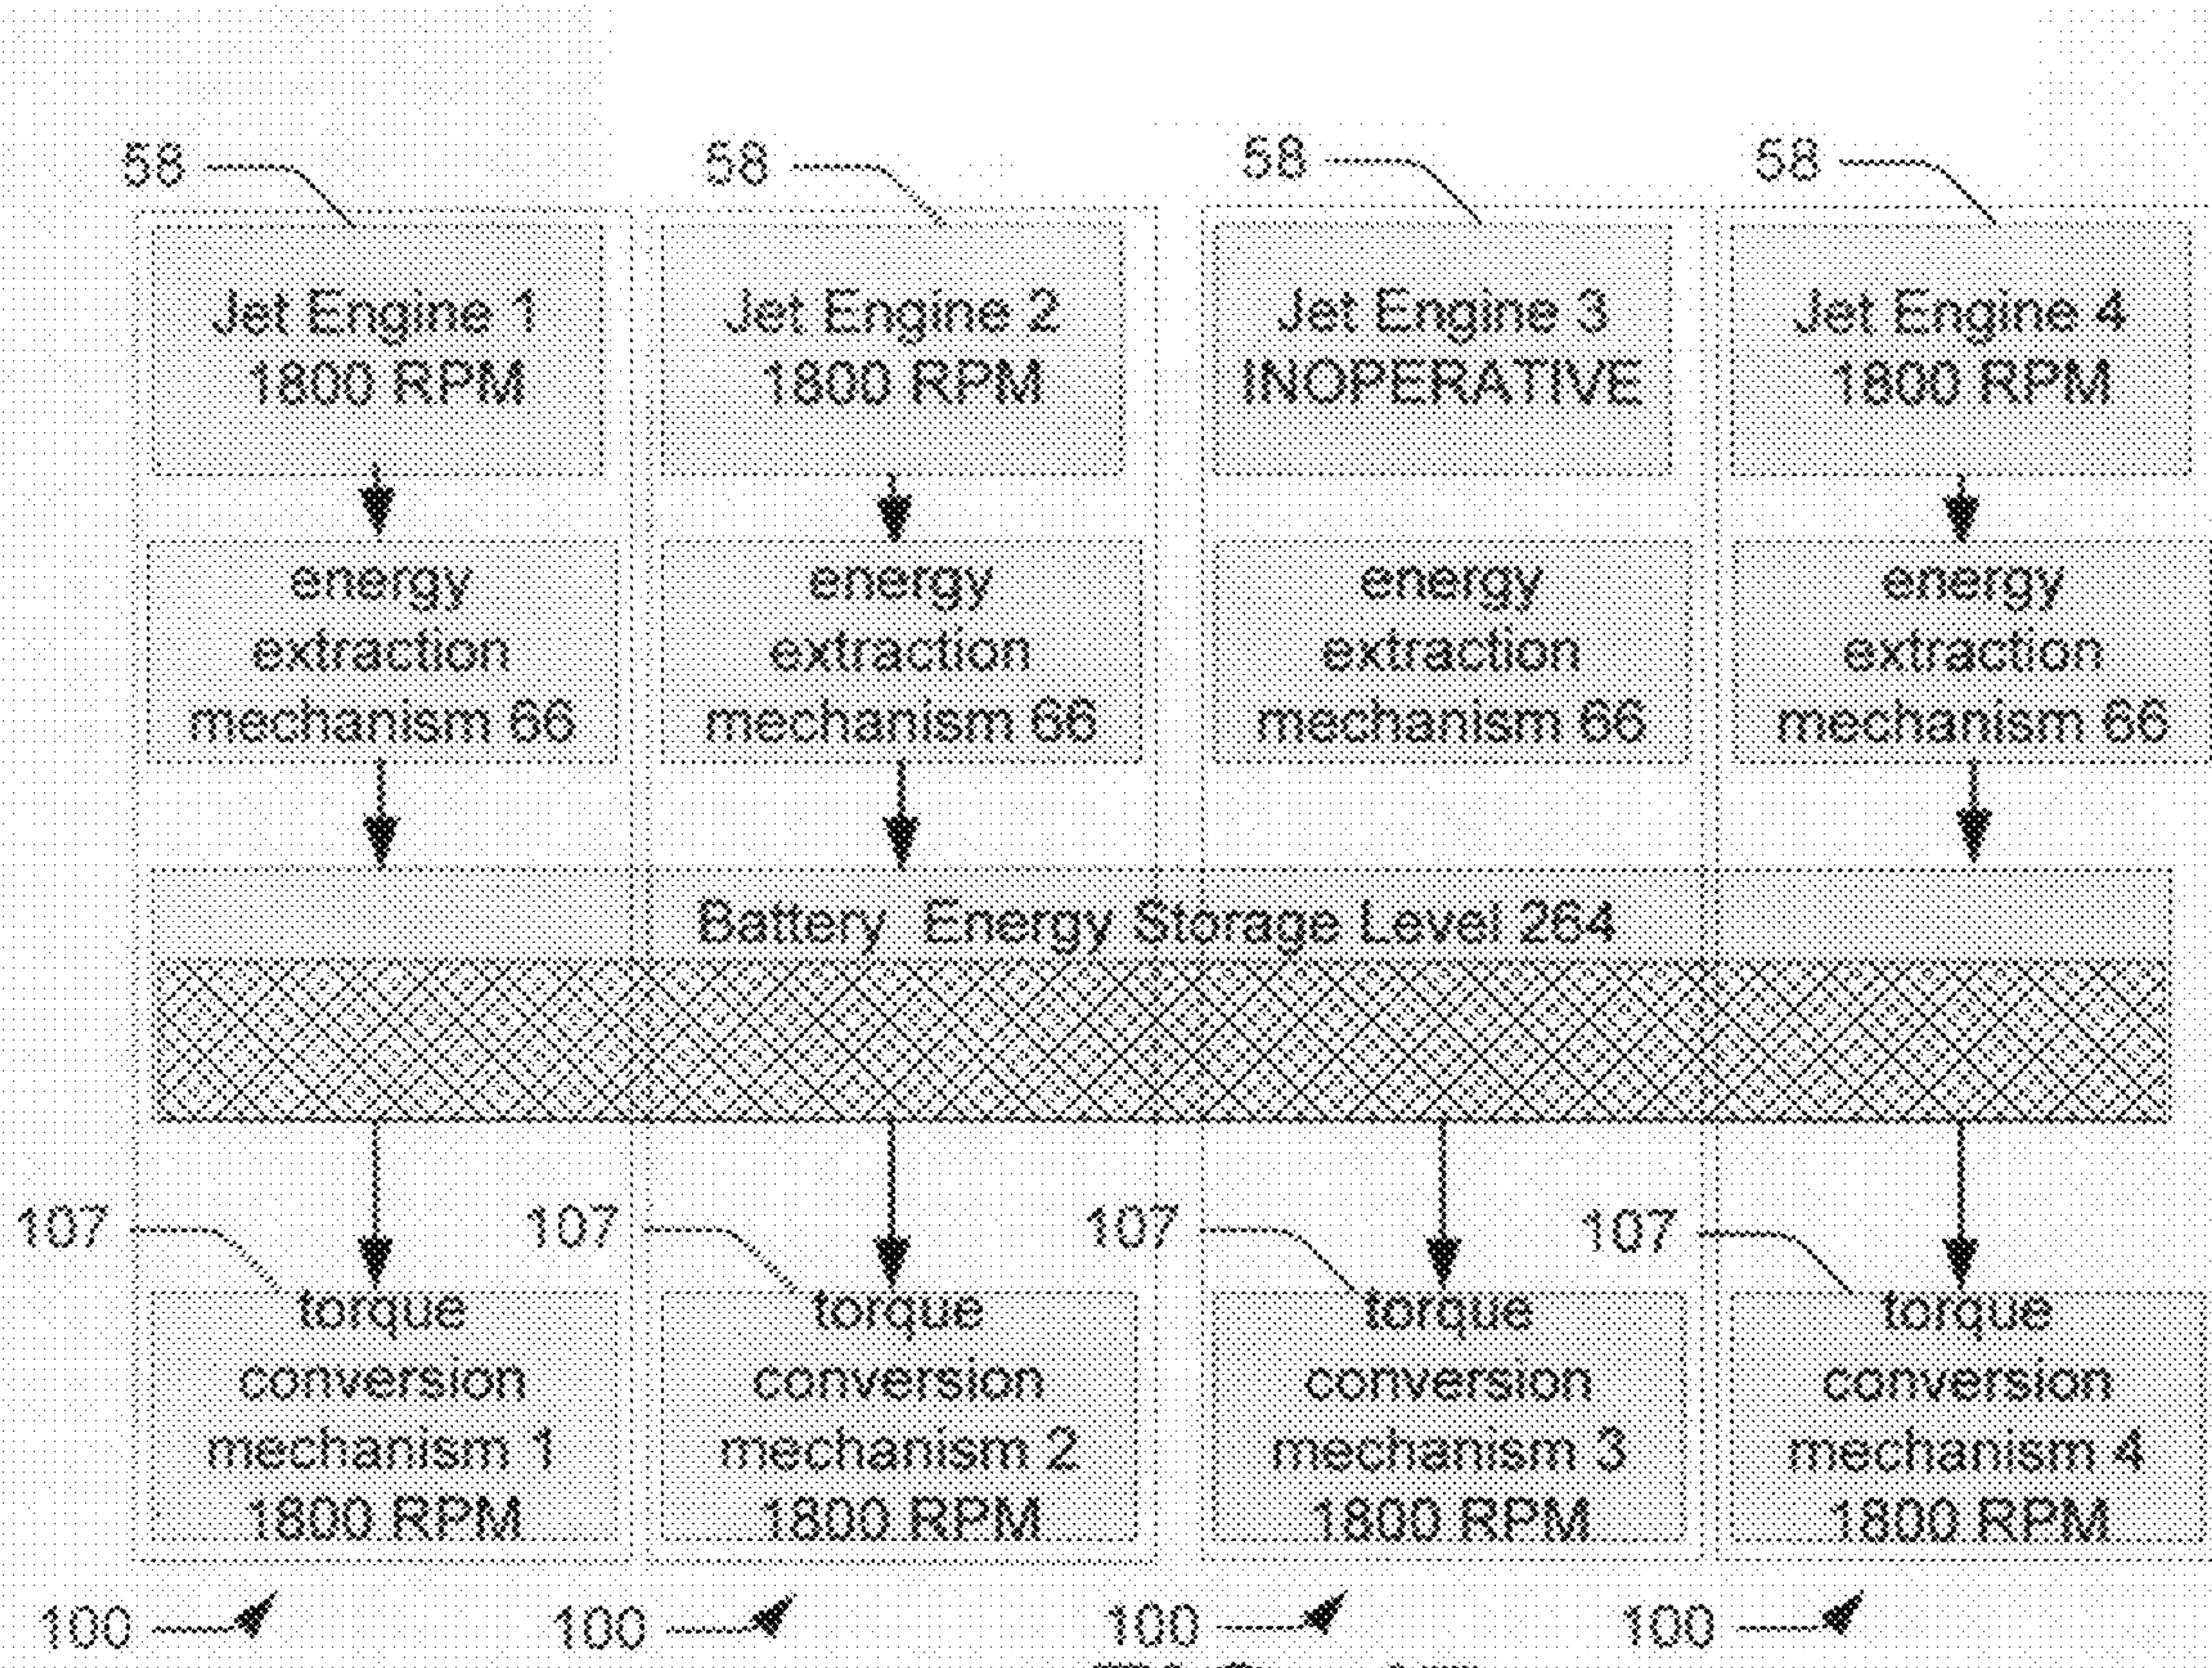 58 58 58 58
Jet Engine 1
1800 RPM
Jet Engine 2
1800 RPM
Jet Engine 3
INOPERATIVE
Jet Engine 4
1800 RPM
energy
extraction
mechanism 66
energy
extraction
mechanism 66
energy
extraction
mechanism 66
energy
extraction
mechanism 66
Battery Energy Storage Level 264
107 107 107 107
torque
conversion
mechanism 1
1800 RPM
torque
conversion
mechanism 2
1800 RPM
torque
conversion
mechanism 3
1800 RPM
torque
conversion
mechanism 4
1800 RPM
100 100 100 100